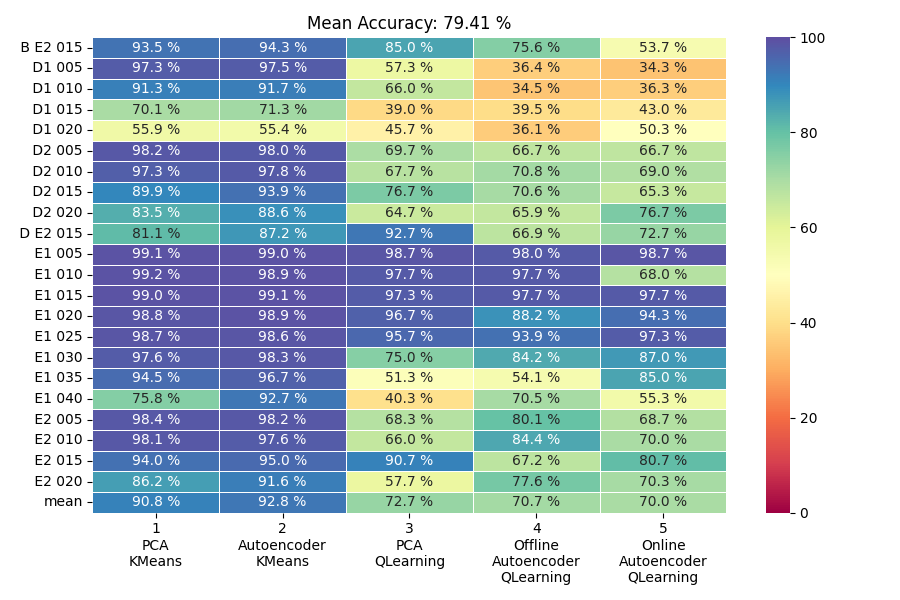 Mean Accuracy: 79.41 %
B E2 015 93.5 % 94.3 % 85.0 % 75.6 % 53.7 % 100
D1 005 97.3 % 97.5 % 57.3 % 36.4 % 34.3 %
D1 010 91.3 % 91.7 % 66.0 % 34.5 % 36.3 %
D1 015 70.1 % 71.3 % 39.0 % 39.5 % 43.0 %
D1 020 55.9 % 55.4 % 45.7 % 36.1 % 50.3 % 80
D2 005 98.2 % 98.0 % 69.7 % 66.7 % 66.7 %
D2 010 97.3 % 97.8 % 67.7 % 70.8 % 69.0 %
D2 015 89.9 % 93.9 % 76.7 % 70.6 % 65.3 %
D2 020 83.5 % 88.6 % 64.7 % 65.9 % 76.7 %
D E2 015 81.1 % 87.2 % 92.7 % 66.9 % 72.7 % 60
E1 005 99.1 % 99.0 % 98.7 % 98.0 % 98.7 %
E1 010 99.2 % 98.9 % 97.7 % 97.7 % 68.0 %
E1 015 99.0 % 99.1 % 97.3 % 97.7 % 97.7 %
E1 020 98.8 % 98.9 % 96.7 % 88.2 % 94.3 % 40
E1 025 98.7 % 98.6 % 95.7 % 93.9 % 97.3 %
E1 030 97.6 % 98.3 % 75.0 % 84.2 % 87.0 %
E1 035 94.5 % 96.7 % 51.3 % 54.1 % 85.0 %
E1 040 75.8 % 92.7 % 40.3 % 70.5 % 55.3 %
E2 005 98.4 % 98.2 % 68.3 % 80.1 % 68.7 % 20
E2 010 98.1 % 97.6 % 66.0 % 84.4 % 70.0 %
E2 015 94.0 % 95.0 % 90.7 % 67.2 % 80.7 %
E2 020 86.2 % 91.6 % 57.7 % 77.6 % 70.3 %
mean 90.8 % 92.8 % 72.7 % 70.7 % 70.0 % 0
1 2 3 4 5
PCA Autoencoder PCA Offline Online
KMeans KMeans QLearning Autoencoder Autoencoder
QLearning QLearning